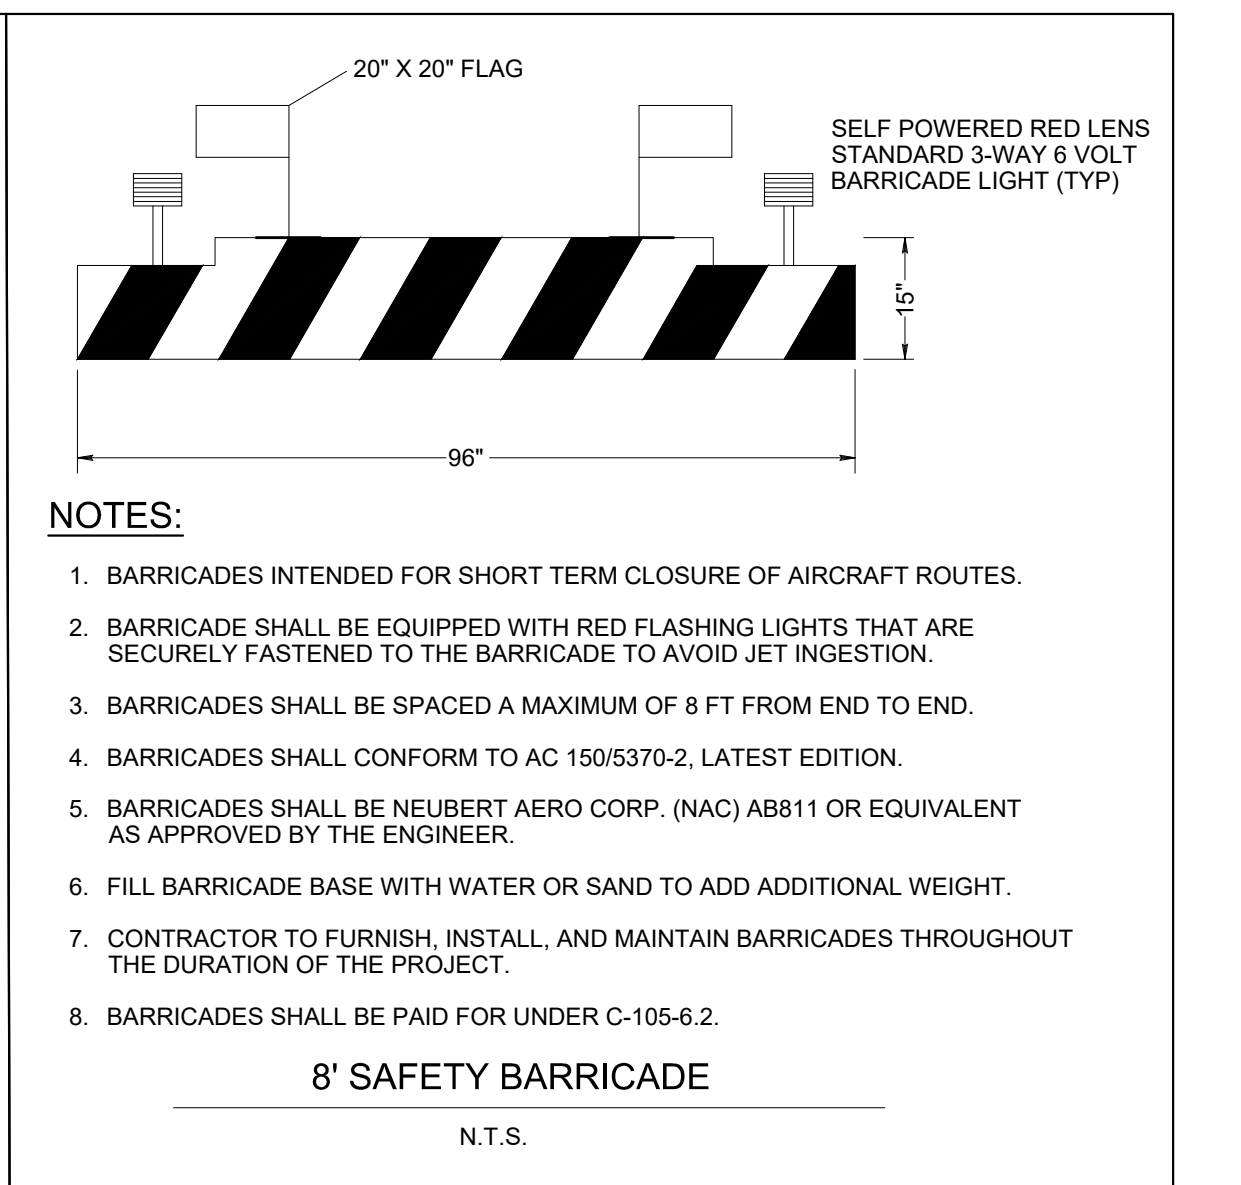 20" X 20" FLAG
SELF POWERED RED LENS
STANDARD 3-WAY 6 VOLT
BARRICADE LIGHT (TYP)
15"
96"
NOTES:
1. BARRICADES INTENDED FOR SHORT TERM CLOSURE OF AIRCRAFT ROUTES.
2. BARRICADE SHALL BE EQUIPPED WITH RED FLASHING LIGHTS THAT ARE
SECURELY FASTENED TO THE BARRICADE TO AVOID JET INGESTION.
3. BARRICADES SHALL BE SPACED A MAXIMUM OF 8 FT FROM END TO END.
4. BARRICADES SHALL CONFORM TO AC 150/5370-2, LATEST EDITION.
5. BARRICADES SHALL BE NEUBERT AERO CORP. (NAC) AB811 OR EQUIVALENT
AS APPROVED BY THE ENGINEER.
6. FILL BARRICADE BASE WITH WATER OR SAND TO ADD ADDITIONAL WEIGHT.
7. CONTRACTOR TO FURNISH, INSTALL, AND MAINTAIN BARRICADES THROUGHOUT
THE DURATION OF THE PROJECT.
8. BARRICADES SHALL BE PAID FOR UNDER C-105-6.2.
8' SAFETY BARRICADE
N.T.S.